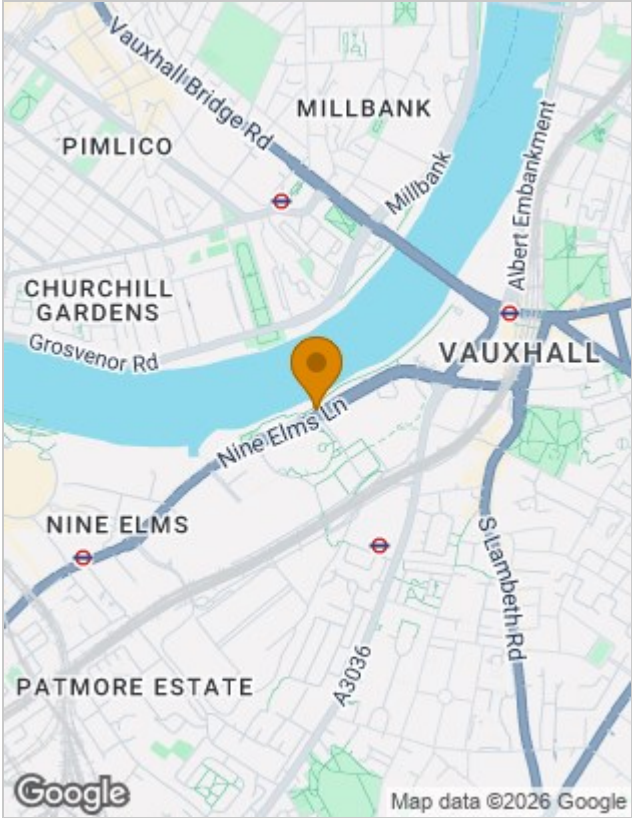 Vauxhall Bridge Rd
MILLBANK
PIMLICO
Millbank
Albert Embankment
CHURCHILL
GARDENS
Grosvenor Rd
VAUXHALL
Nine Elms Ln
NINE ELMS
S Lambeth Rd
A3036
PATMORE ESTATE
Google
Map data ©2026 Google